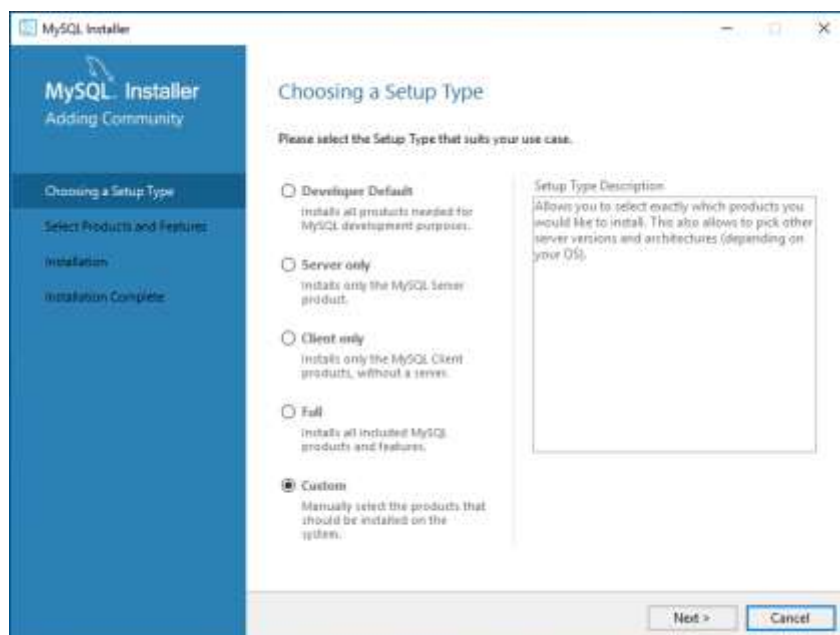 MySQL Installer
MySQL. Installer
Adding Community
Choosing a Setup Type
Select Products and Features
Installation
Installation Complete
Choosing a Setup Type
Please select the Setup Type that suits your use case.
Developer Default
Installs all products needed for
MySQL development purposes.
Server only
Installs only the MySQL Server
product.
Client only
Installs only the MySQL Client
products, without a server.
Full
Installs all included MySQL
products and features.
Custom
Manually select the products that
should be installed on the
system.
Setup Type Description
Allows you to select exactly which products you
would like to install. This also allows to pick other
server versions and architectures (depending on
your OS).
Next >
Cancel